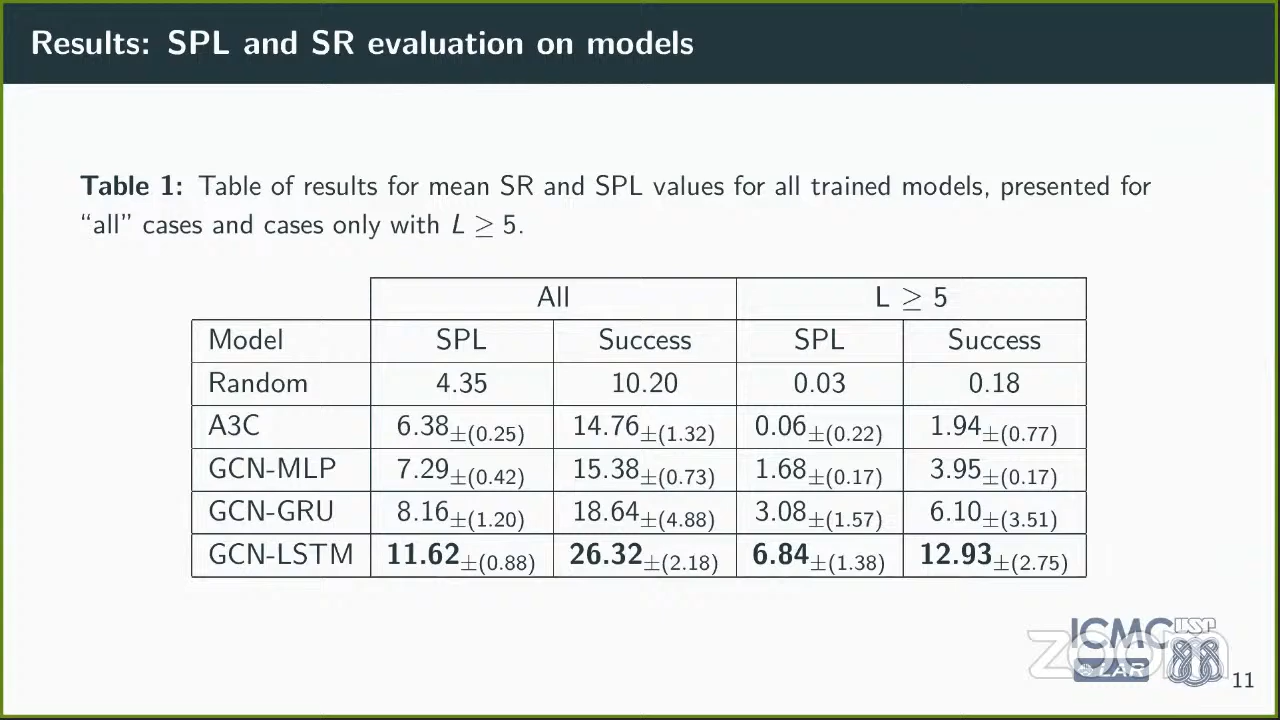 Results: SPL and SR evaluation on models
Table 1: Table of results for mean SR and SPL values for all trained models, presented for
“all” cases and cases only with L ≥ 5.
All L ≥ 5
Model SPL Success SPL Success
Random 4.35 10.20 0.03 0.18
A3C 6.38±(0.25) 14.76±(1.32) 0.06±(0.22) 1.94±(0.77)
GCN-MLP 7.29±(0.42) 15.38±(0.73) 1.68±(0.17) 3.95±(0.17)
GCN-GRU 8.16±(1.20) 18.64±(4.88) 3.08±(1.57) 6.10±(3.51)
GCN-LSTM 11.62±(0.88) 26.32±(2.18) 6.84±(1.38) 12.93±(2.75)
ICMC USP
zoom
LAR
11